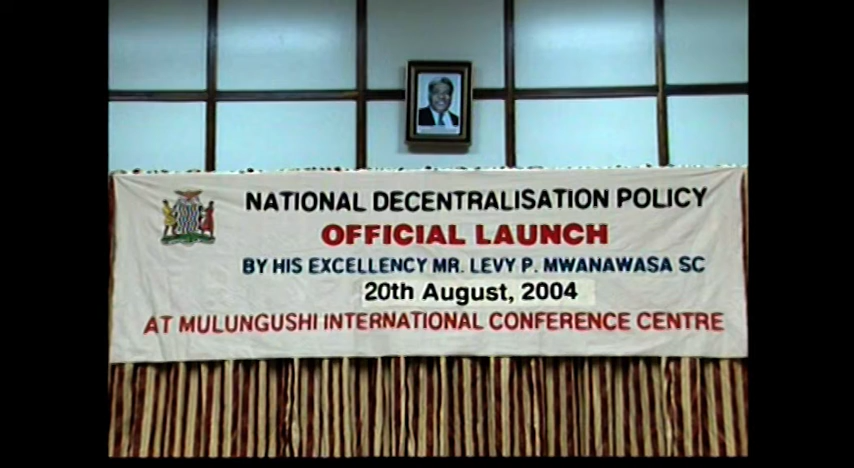 NATIONAL DECENTRALISATION POLICY
OFFICIAL LAUNCH
BY HIS EXCELLENCY MR. LEVY P. MWANAWASA SC
20th August, 2004
AT MULUNGUSHI INTERNATIONAL CONFERENCE CENTRE